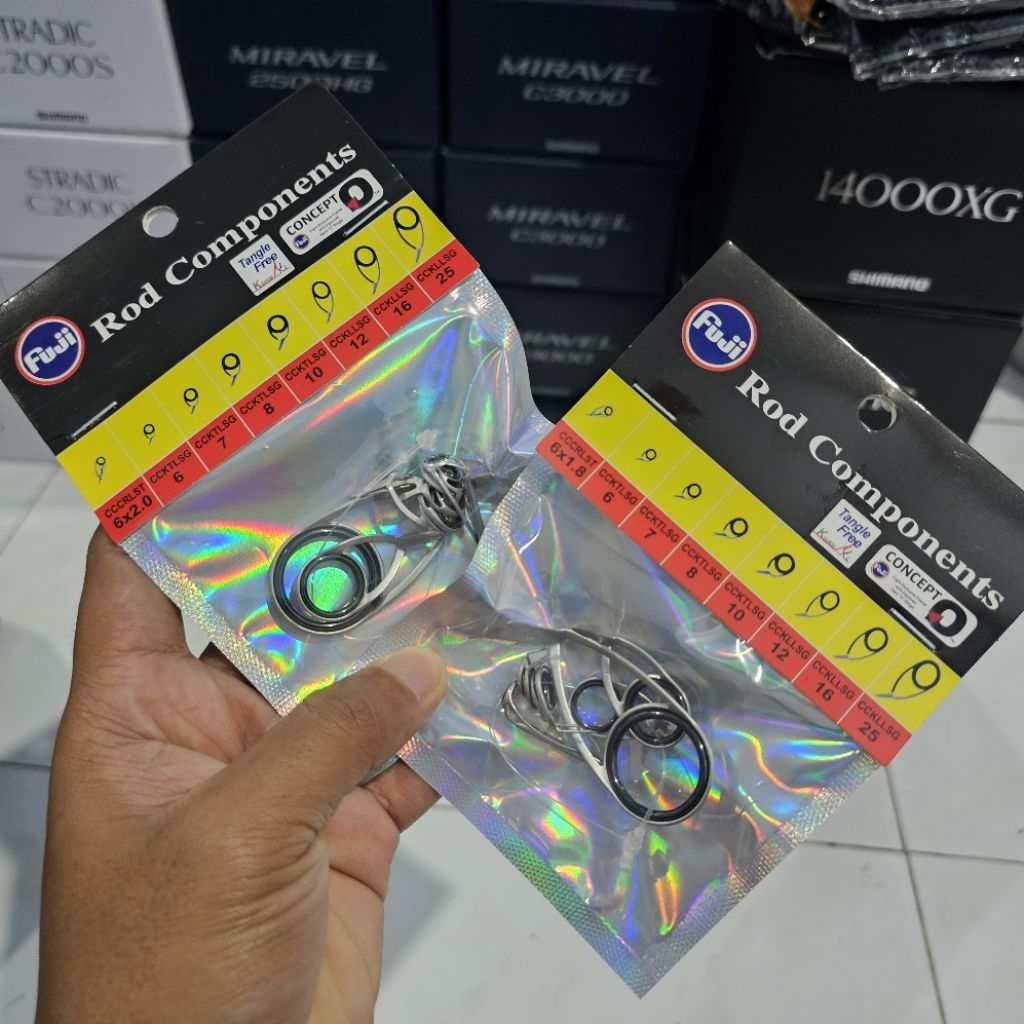 STRADIC
C2000S
SHIMANO
MIRAVEL
2500HG
MIRAVEL
C3000
STRADIC
MIRAVEL
C3000
14000XG
SHIMANO
Fuji
Rod Components
Tangle
Free
CONCEPT
CCCRLST
6x2.0
CCKTLSG
6
CCKTLSG
7
CCKTLSG
8
CCKTLSG
10
CCKLLSG
12
CCKLLSG
16
CCKLLSG
25
Fuji
Rod Components
Tangle
Free
CONCEPT
CCCRLST
6x1.8
CCKTLSG
6
CCKTLSG
7
CCKTLSG
8
CCKTLSG
10
CCKLLSG
12
CCKLLSG
16
CCKLLSG
25